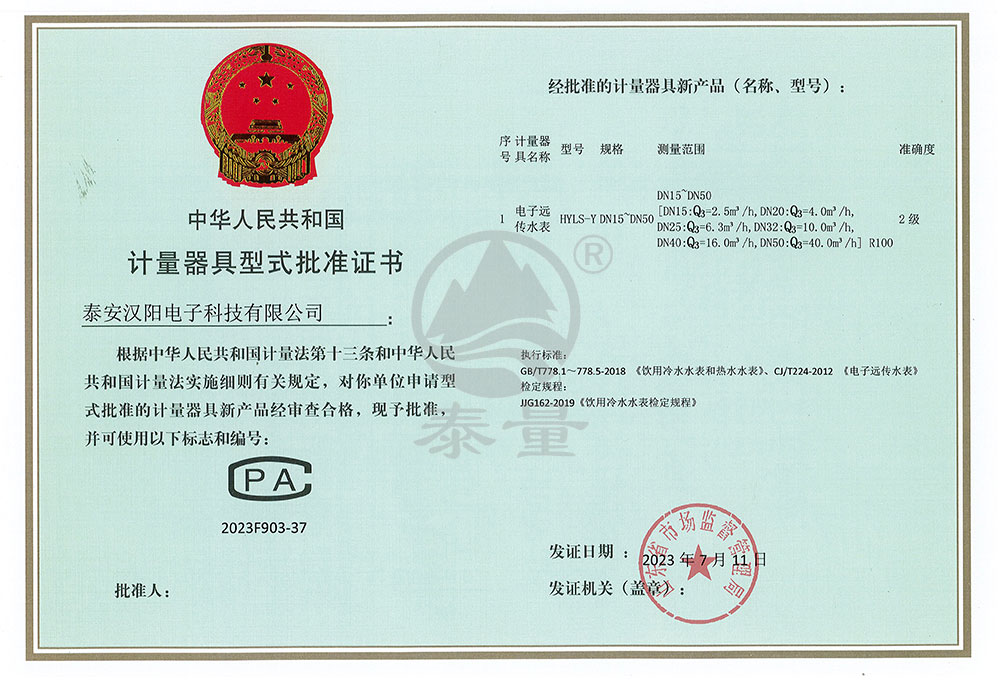 中华人民共和国
计量器具型式批准证书
泰安汉阳电子科技有限公司:
根据中华人民共和国计量法第十三条和中华人民
共和国计量法实施细则有关规定，对你单位申请型
式批准的计量器具新产品经审查合格，现予批准，
并可使用以下标志和编号:
CPA
2023F903-37
批准人:
经批准的计量器具新产品（名称、型号）:
序号 计量器具名称 型号 规格 测量范围 准确度
DN15~DN50
[DN15:Q3=2.5m³/h,DN20:Q3=4.0m³/h,
1 电子远传水表 HYLS-Y DN15~DN50 DN25:Q3=6.3m³/h,DN32:Q3=10.0m³/h, 2级
DN40:Q3=16.0m³/h,DN50:Q3=40.0m³/h] R100
执行标准:
GB/T778.1～778.5-2018 《饮用冷水水表和热水水表》、CJ/T224-2012 《电子远传水表》
检定规程:
JJG162-2019《饮用冷水水表检定规程》
泰量®
发证日期 : 2023 年 7 月 11 日
发证机关（盖章）:
山东省市场监督管理局